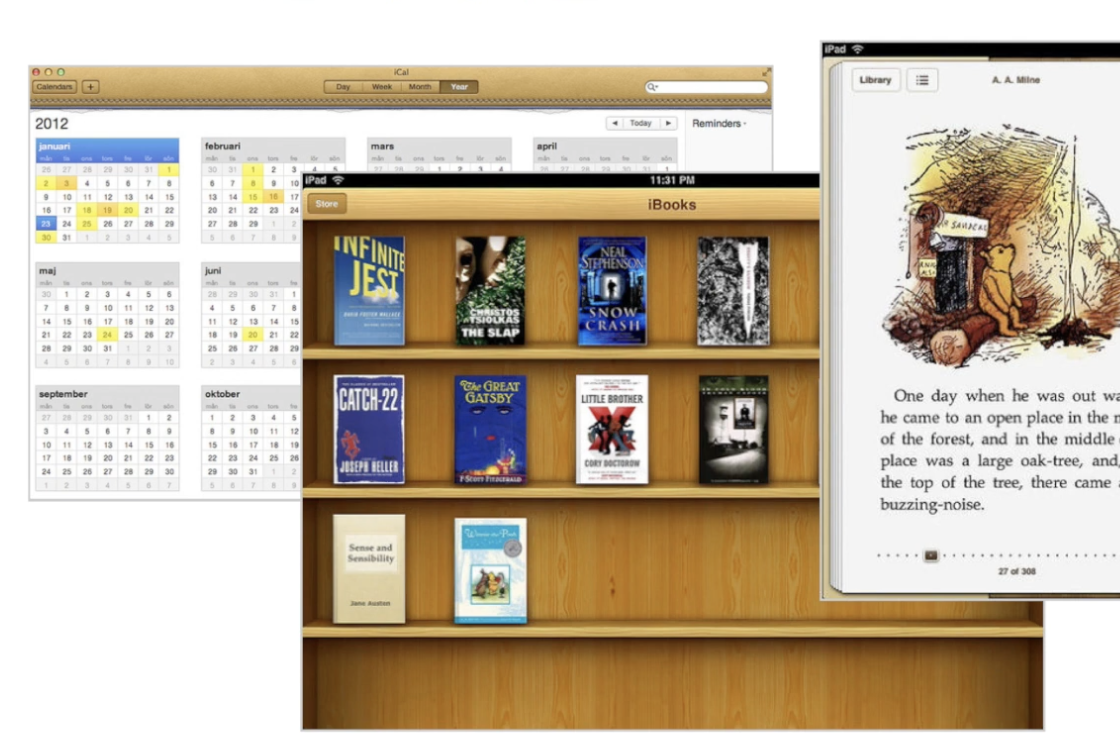 iCal
Calendars +
Day Week Month Year
2012
Today
Reminders
januari
mån tis ons tors fre lör sön
26 27 28 29 30 31 1
2 3 4 5 6 7 8
9 10 11 12 13 14 15
16 17 18 19 20 21 22
23 24 25 26 27 28 29
30 31 1 2 3 4 5
februari
mån tis ons tors fre lör sön
30 31 1 2 3 4 5
6 7 8 9 10
13 14 15 16 17
20 21 22 23 24
27 28 29 1 2
5 6 7 8 9
mars
april
maj
mån tis ons tors fre lör sön
30 1 2 3 4 5 6
7 8 9 10 11 12 13
14 15 16 17 18 19 20
21 22 23 24 25 26 27
28 29 30 31 1 2 3
4 5 6 7 8 9 10
juni
mån tis ons tors fre
28 29 30 31 1
4 5 6 7 8
11 12 13 14 15
18 19 20 21 22
25 26 27 28 29
2 3 4 5 6
september
mån tis ons tors fre lör sön
27 28 29 30 31 1 2
3 4 5 6 7 8 9
10 11 12 13 14 15 16
17 18 19 20 21 22 23
24 25 26 27 28 29 30
1 2 3 4 5 6 7
oktober
mån tis ons tors fre
1 2 3 4 5
8 9 10 11 12
15 16 17 18 19
22 23 24 25 26
29 30 31 1 2
5 6 7 8 9
iPad
11:31 PM
Store
iBooks
INFINITE
JEST
DAVID FOSTER WALLACE
CHRISTOS
TSIOLKAS
THE SLAP
NEAL
STEPHENSON
SNOW
CRASH
CATCH-22
JOSEPH HELLER
The GREAT
GATSBY
F·SCOTT FITZGERALD
LITTLE BROTHER
CORY DOCTOROW
Sense and
Sensibility
Jane Austen
Winnie-the-Pooh
iPad
Library
A. A. Milne
MR SANDERS
One day when he was out
he came to an open place in the
of the forest, and in the middle
place was a large oak-tree, and,
the top of the tree, there came
buzzing-noise.
27 of 308